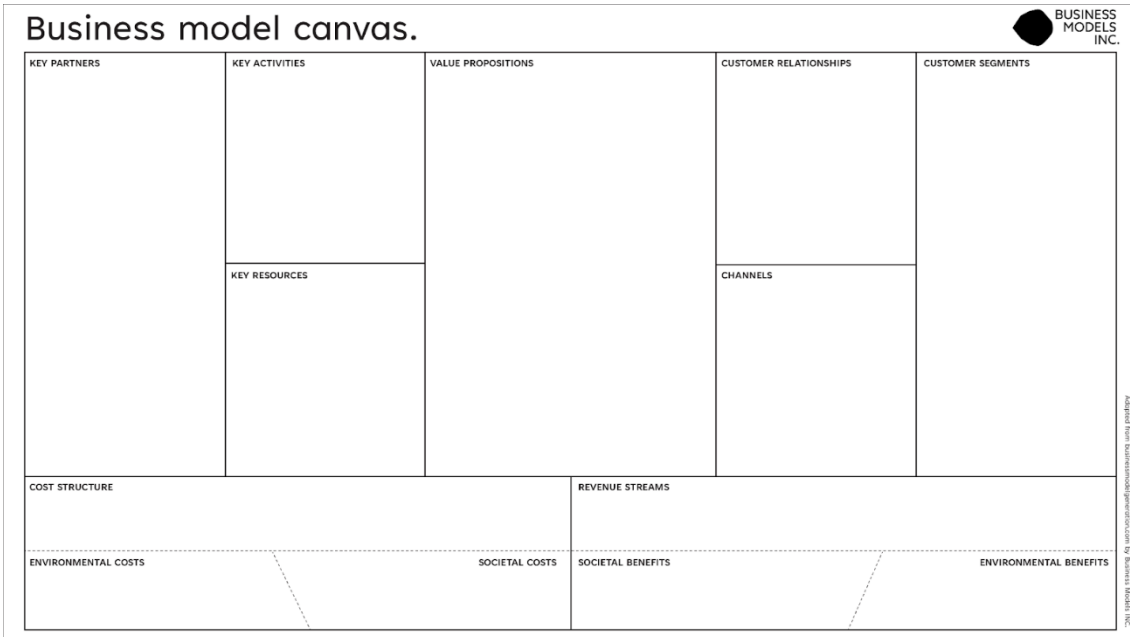 Business model canvas.
BUSINESS
MODELS
INC.
KEY PARTNERS
KEY ACTIVITIES
VALUE PROPOSITIONS
CUSTOMER RELATIONSHIPS
CUSTOMER SEGMENTS
KEY RESOURCES
CHANNELS
COST STRUCTURE
REVENUE STREAMS
ENVIRONMENTAL COSTS
SOCIETAL COSTS
SOCIETAL BENEFITS
ENVIRONMENTAL BENEFITS
Adopted from businessmodelgeneration.com by Business Models INC.